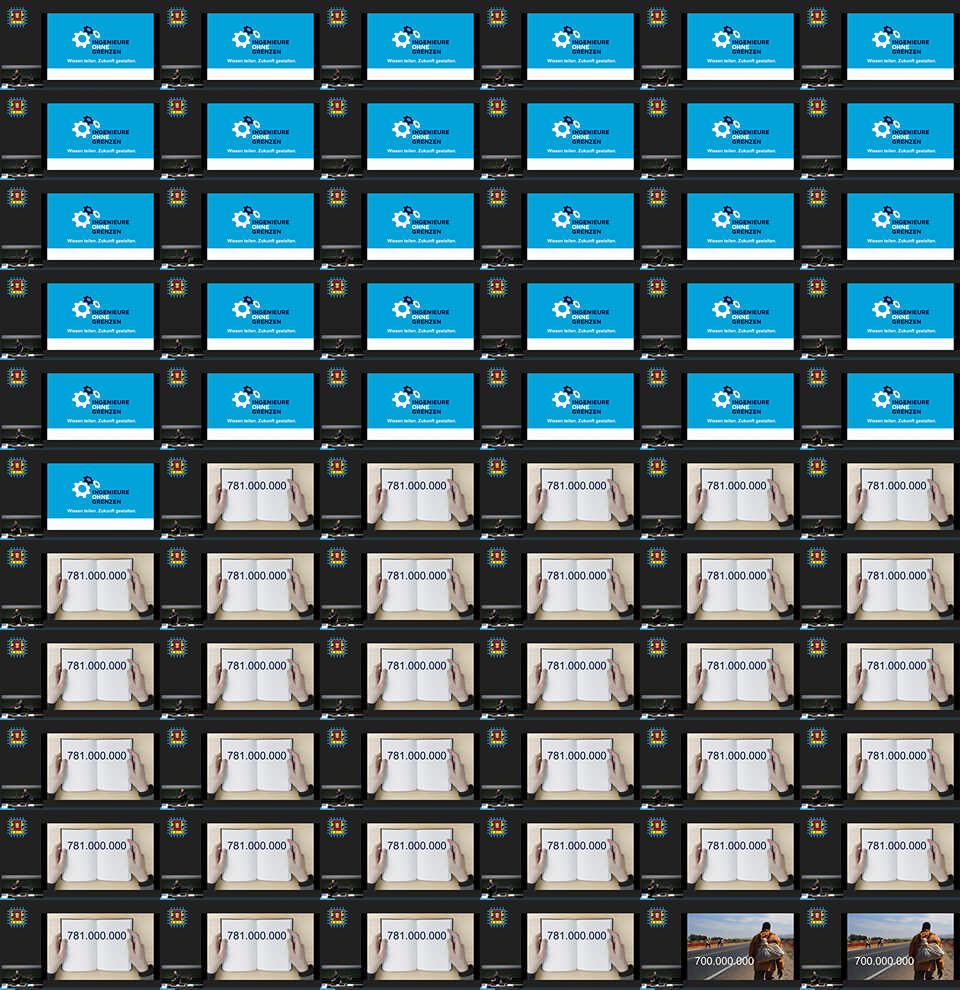 INGENIEURE INGENIEURE INGENIEURE INGENIEURE INGENIEURE INGENIEURE
OHNE OHNE OHNE OHNE OHNE OHNE
GRENZEN GRENZEN GRENZEN GRENZEN GRENZEN GRENZEN
Wissen teilen. Zukunft gestalten. Wissen teilen. Zukunft gestalten. Wissen teilen. Zukunft gestalten. Wissen teilen. Zukunft gestalten. Wissen teilen. Zukunft gestalten. Wissen teilen. Zukunft gestalten.
INGENIEURE INGENIEURE INGENIEURE INGENIEURE INGENIEURE INGENIEURE
OHNE OHNE OHNE OHNE OHNE OHNE
GRENZEN GRENZEN GRENZEN GRENZEN GRENZEN GRENZEN
Wissen teilen. Zukunft gestalten. Wissen teilen. Zukunft gestalten. Wissen teilen. Zukunft gestalten. Wissen teilen. Zukunft gestalten. Wissen teilen. Zukunft gestalten. Wissen teilen. Zukunft gestalten.
INGENIEURE INGENIEURE INGENIEURE INGENIEURE INGENIEURE INGENIEURE
OHNE OHNE OHNE OHNE OHNE OHNE
GRENZEN GRENZEN GRENZEN GRENZEN GRENZEN GRENZEN
Wissen teilen. Zukunft gestalten. Wissen teilen. Zukunft gestalten. Wissen teilen. Zukunft gestalten. Wissen teilen. Zukunft gestalten. Wissen teilen. Zukunft gestalten. Wissen teilen. Zukunft gestalten.
INGENIEURE INGENIEURE INGENIEURE INGENIEURE INGENIEURE INGENIEURE
OHNE OHNE OHNE OHNE OHNE OHNE
GRENZEN GRENZEN GRENZEN GRENZEN GRENZEN GRENZEN
Wissen teilen. Zukunft gestalten. Wissen teilen. Zukunft gestalten. Wissen teilen. Zukunft gestalten. Wissen teilen. Zukunft gestalten. Wissen teilen. Zukunft gestalten. Wissen teilen. Zukunft gestalten.
INGENIEURE INGENIEURE INGENIEURE INGENIEURE INGENIEURE INGENIEURE
OHNE OHNE OHNE OHNE OHNE OHNE
GRENZEN GRENZEN GRENZEN GRENZEN GRENZEN GRENZEN
Wissen teilen. Zukunft gestalten. Wissen teilen. Zukunft gestalten. Wissen teilen. Zukunft gestalten. Wissen teilen. Zukunft gestalten. Wissen teilen. Zukunft gestalten. Wissen teilen. Zukunft gestalten.
INGENIEURE
OHNE
GRENZEN
Wissen teilen. Zukunft gestalten.
781.000.000 781.000.000 781.000.000 781.000.000 781.000.000
781.000.000 781.000.000 781.000.000 781.000.000 781.000.000 781.000.000
781.000.000 781.000.000 781.000.000 781.000.000 781.000.000 781.000.000
781.000.000 781.000.000 781.000.000 781.000.000 781.000.000 781.000.000
781.000.000 781.000.000 781.000.000 781.000.000 781.000.000 781.000.000
781.000.000 781.000.000 781.000.000 781.000.000 700.000.000 700.000.000